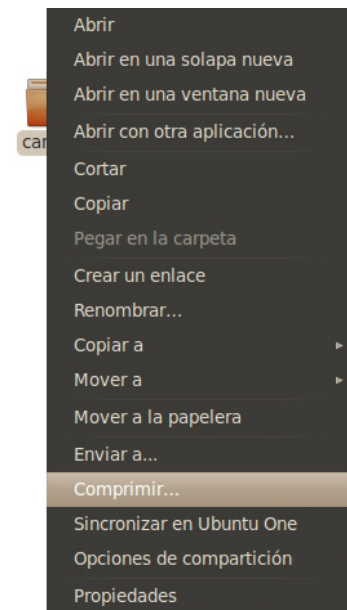 Abrir
Abrir en una solapa nueva
Abrir en una ventana nueva
Abrir con otra aplicación...
car
Cortar
Copiar
Pegar en la carpeta
Crear un enlace
Renombrar...
Copiar a
Mover a
Mover a la papelera
Enviar a...
Comprimir...
Sincronizar en Ubuntu One
Opciones de compartición
Propiedades